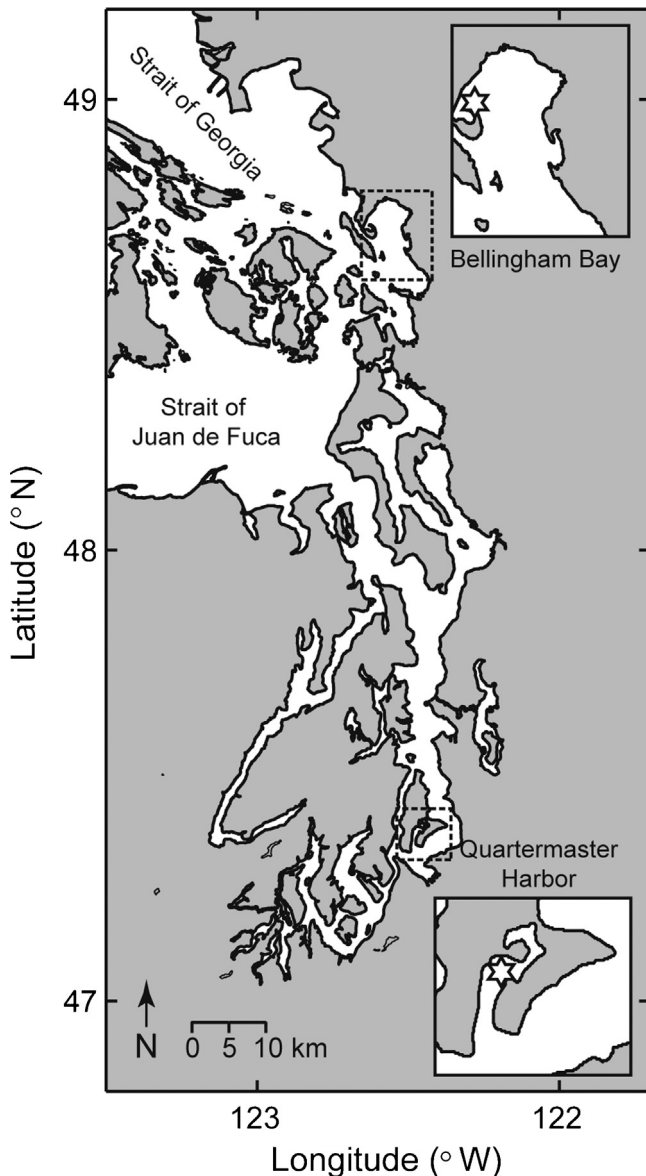 Strait of Georgia
49
Bellingham Bay
Strait of
Juan de Fuca
Latitude (°N)
48
Quartermaster
Harbor
47
N
0 5 10 km
123
122
Longitude (°W)